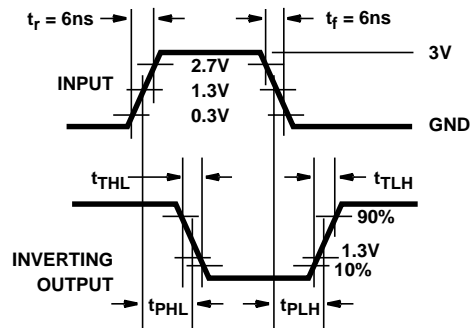 tr = 6ns
tf = 6ns
3V
INPUT
2.7V
1.3V
0.3V
GND
tTHL
tTLH
90%
INVERTING
OUTPUT
1.3V
10%
tPHL
tPLH